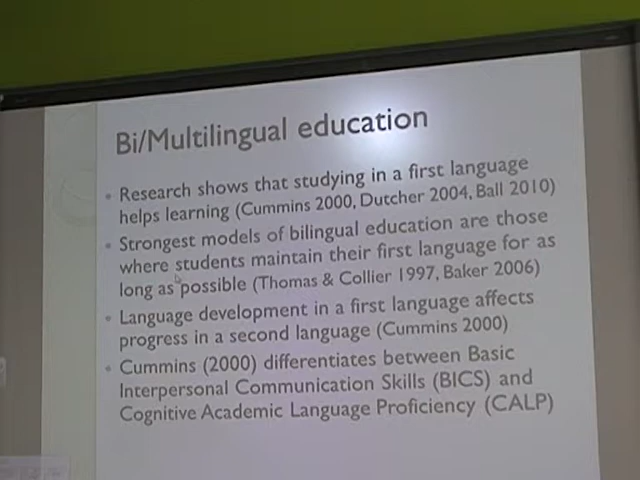 Bi/Multilingual education
• Research shows that studying in a first language
helps learning (Cummins 2000, Dutcher 2004, Ball 2010)
• Strongest models of bilingual education are those
where students maintain their first language for as
long as possible (Thomas & Collier 1997, Baker 2006)
• Language development in a first language affects
progress in a second language (Cummins 2000)
• Cummins (2000) differentiates between Basic
Interpersonal Communication Skills (BICS) and
Cognitive Academic Language Proficiency (CALP)